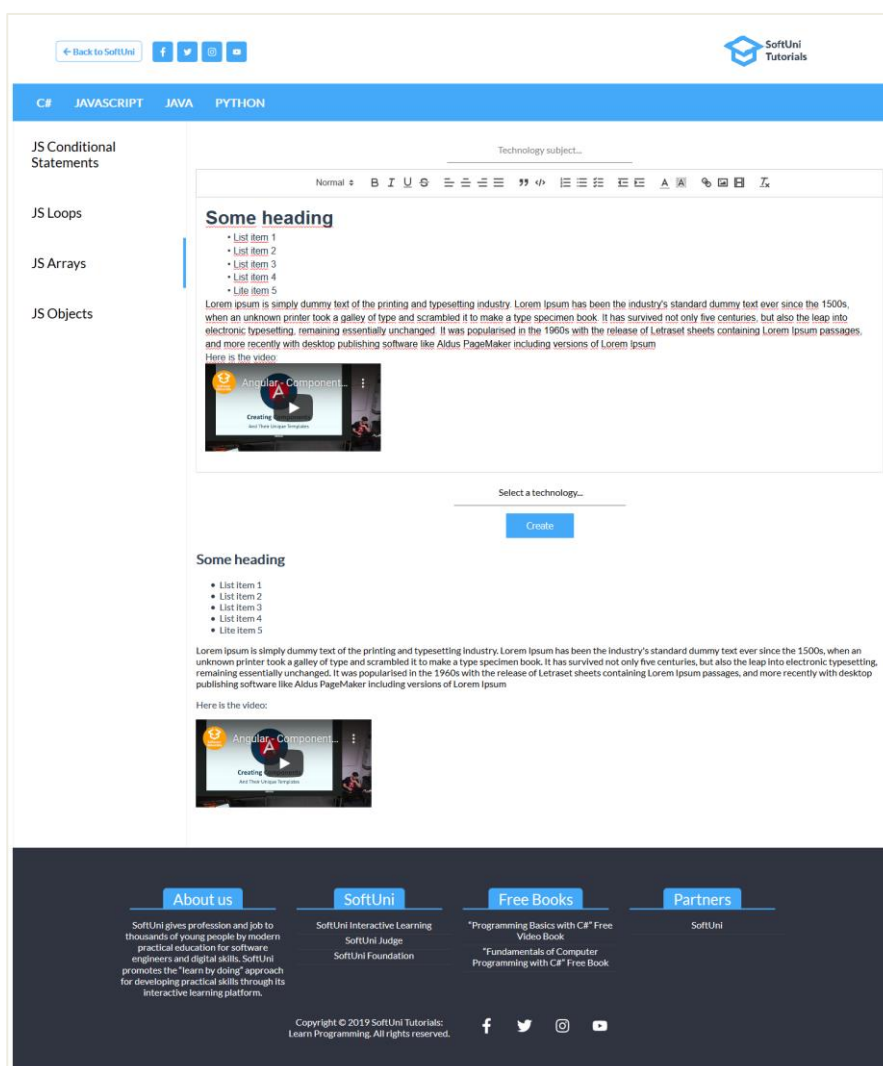 Back to SoftUni
SoftUni
Tutorials
C# JAVASCRIPT JAVA PYTHON
JS Conditional
Statements
JS Loops
JS Arrays
JS Objects
Technology subject...
Normal
Some heading
• List item 1
• List item 2
• List item 3
• List item 4
• Lite item 5
Lorem ipsum is simply dummy text of the printing and typesetting industry. Lorem Ipsum has been the industry's standard dummy text ever since the 1500s,
when an unknown printer took a galley of type and scrambled it to make a type specimen book. It has survived not only five centuries, but also the leap into
electronic typesetting, remaining essentially unchanged. It was popularised in the 1960s with the release of Letraset sheets containing Lorem Ipsum passages,
and more recently with desktop publishing software like Aldus PageMaker including versions of Lorem Ipsum
Here is the video:
Angular - Component...
Creating Components
And Their Unique Templates
Select a technology...
Create
Some heading
• List item 1
• List item 2
• List item 3
• List item 4
• Lite item 5
Lorem ipsum is simply dummy text of the printing and typesetting industry. Lorem Ipsum has been the industry's standard dummy text ever since the 1500s, when an
unknown printer took a galley of type and scrambled it to make a type specimen book. It has survived not only five centuries, but also the leap into electronic typesetting,
remaining essentially unchanged. It was popularised in the 1960s with the release of Letraset sheets containing Lorem Ipsum passages, and more recently with desktop
publishing software like Aldus PageMaker including versions of Lorem Ipsum
Here is the video:
Angular - Component...
Creating Components
And Their Unique Templates
About us
SoftUni gives profession and job to
thousands of young people by modern
practical education for software
engineers and digital skills. SoftUni
promotes the "learn by doing" approach
for developing practical skills through its
interactive learning platform.
SoftUni
SoftUni Interactive Learning
SoftUni Judge
SoftUni Foundation
Free Books
"Programming Basics with C#" Free
Video Book
"Fundamentals of Computer
Programming with C#" Free Book
Partners
SoftUni
Copyright © 2019 SoftUni Tutorials:
Learn Programming. All rights reserved.